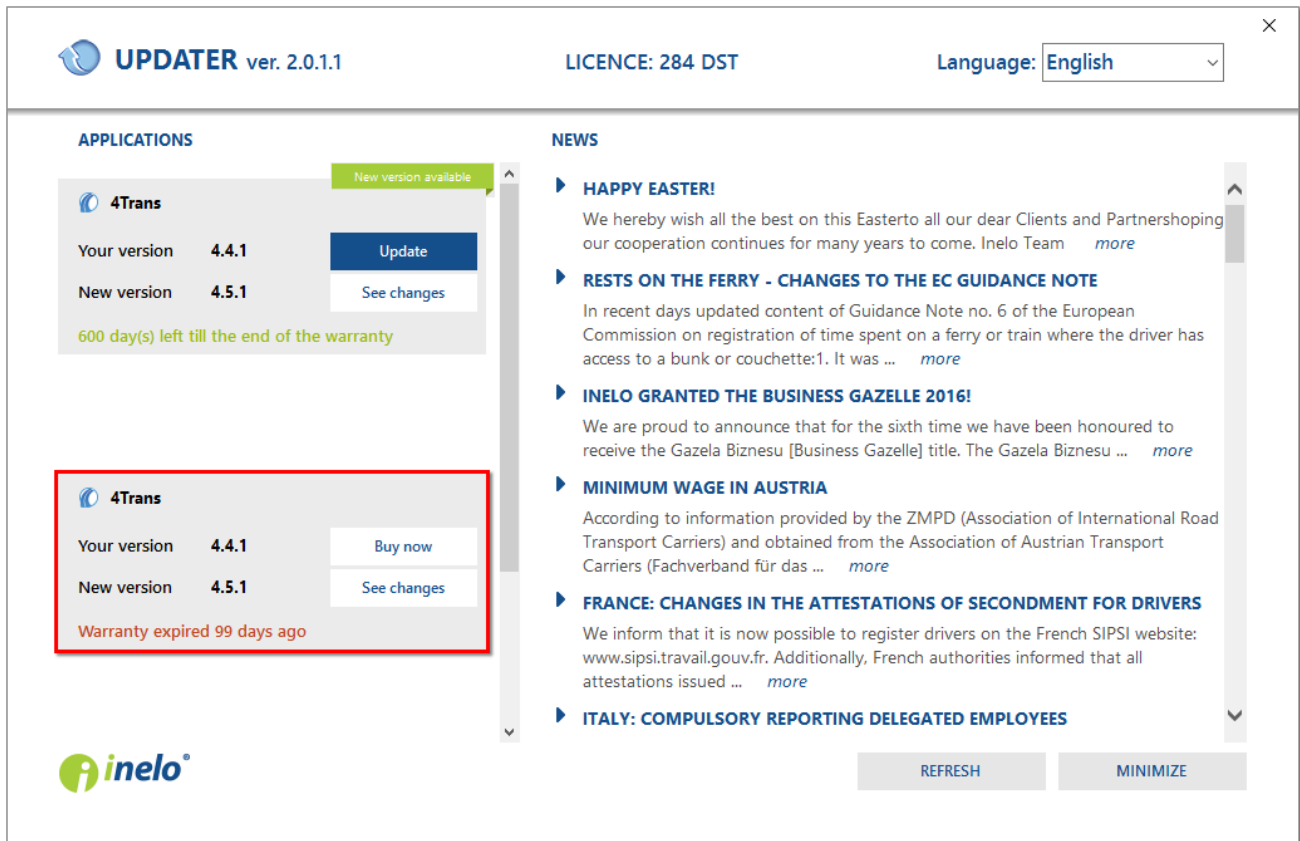 UPDATER ver. 2.0.1.1
LICENCE: 284 DST
Language: English
APPLICATIONS
New version available
4Trans
Your version 4.4.1 Update
New version 4.5.1 See changes
600 day(s) left till the end of the warranty
4Trans
Your version 4.4.1 Buy now
New version 4.5.1 See changes
Warranty expired 99 days ago
NEWS
HAPPY EASTER!
We hereby wish all the best on this Easterto all our dear Clients and Partnershoping
our cooperation continues for many years to come. Inelo Team more
RESTS ON THE FERRY - CHANGES TO THE EC GUIDANCE NOTE
In recent days updated content of Guidance Note no. 6 of the European
Commission on registration of time spent on a ferry or train where the driver has
access to a bunk or couchette:1. It was ... more
INELO GRANTED THE BUSINESS GAZELLE 2016!
We are proud to announce that for the sixth time we have been honoured to
receive the Gazela Biznesu [Business Gazelle] title. The Gazela Biznesu ... more
MINIMUM WAGE IN AUSTRIA
According to information provided by the ZMPD (Association of International Road
Transport Carriers) and obtained from the Association of Austrian Transport
Carriers (Fachverband für das ... more
FRANCE: CHANGES IN THE ATTESTATIONS OF SECONDMENT FOR DRIVERS
We inform that it is now possible to register drivers on the French SIPSI website:
www.sipsi.travail.gouv.fr. Additionally, French authorities informed that all
attestations issued ... more
ITALY: COMPULSORY REPORTING DELEGATED EMPLOYEES
inelo®
REFRESH
MINIMIZE